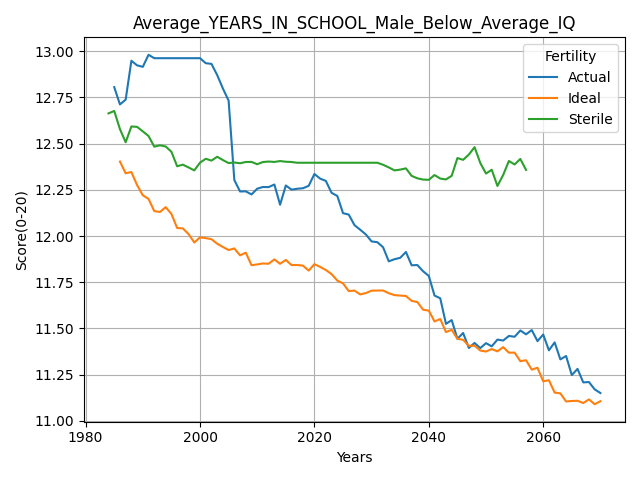 Average_YEARS_IN_SCHOOL_Male_Below_Average_IQ
Fertility
Actual
Ideal
Sterile
Score(0-20)
13.00
12.75
12.50
12.25
12.00
11.75
11.50
11.25
11.00
1980
2000
2020
2040
2060
Years